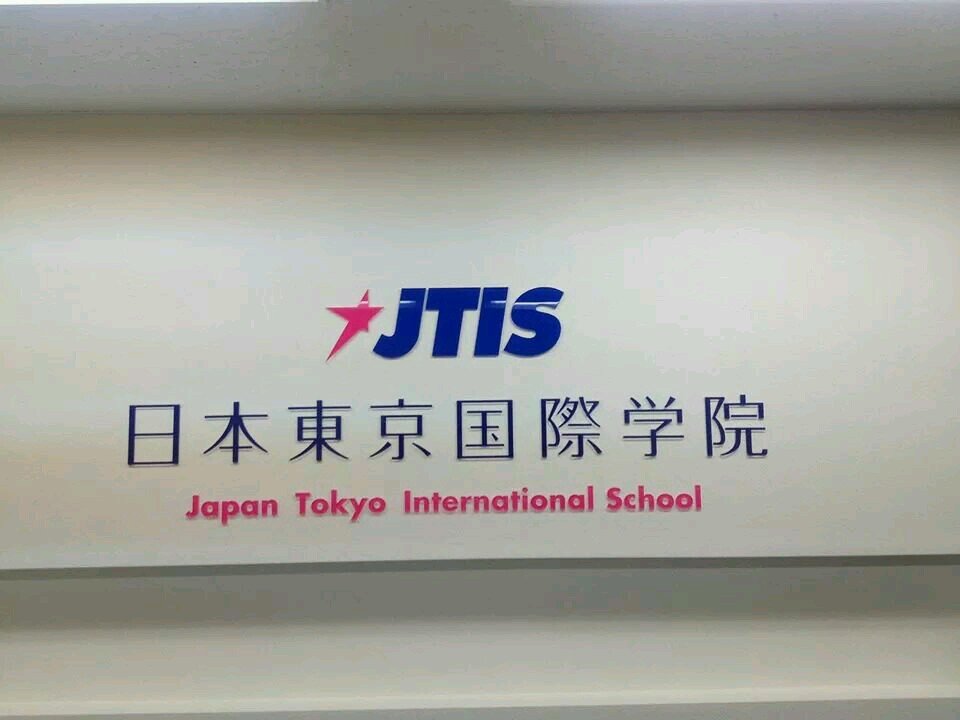 JTIS
日本東京国際学院
Japan Tokyo International School